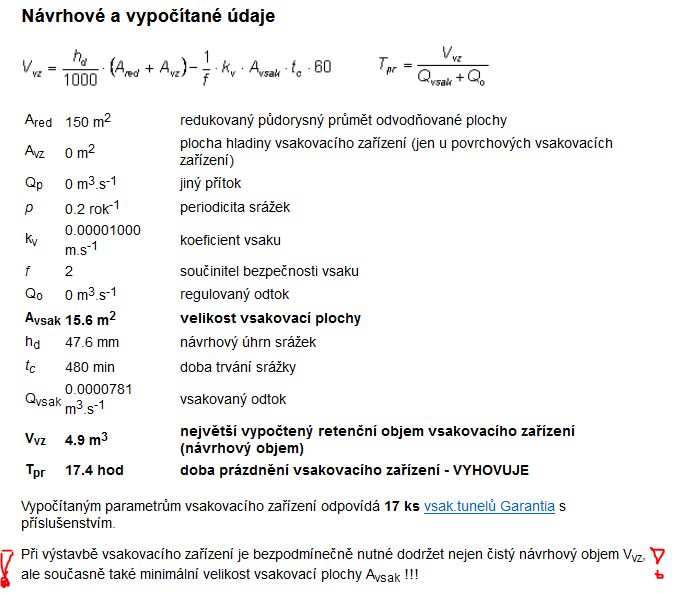 Návrhové a vypočítané údaje
V_vz = h_d/1000 · (A_red + A_vz) − 1/f · k_v · A_vsak · t_c · 60    T_pr = V_vz/(Q_vsak + Q_o)
A_red 150 m² redukovaný půdorysný průmět odvodňované plochy
A_vz 0 m² plocha hladiny vsakovacího zařízení (jen u povrchových vsakovacích
zařízení)
Q_p 0 m³.s⁻¹ jiný přítok
p 0.2 rok⁻¹ periodicita srážek
k_v 0.00001000
m.s⁻¹ koeficient vsaku
f 2 součinitel bezpečnosti vsaku
Q_o 0 m³.s⁻¹ regulovaný odtok
A_vsak 15.6 m² velikost vsakovací plochy
h_d 47.6 mm návrhový úhrn srážek
t_c 480 min doba trvání srážky
Q_vsak 0.0000781
m³.s⁻¹ vsakovaný odtok
V_vz 4.9 m³ největší vypočtený retenční objem vsakovacího zařízení
(návrhový objem)
T_pr 17.4 hod doba prázdnění vsakovacího zařízení - VYHOVUJE
Vypočítaným parametrům vsakovacího zařízení odpovídá 17 ks vsak.tunelů Garantia s
příslušenstvím.
! Při výstavbě vsakovacího zařízení je bezpodmínečně nutné dodržet nejen čistý návrhový objem V_vz, !
ale současně také minimální velikost vsakovací plochy A_vsak !!!